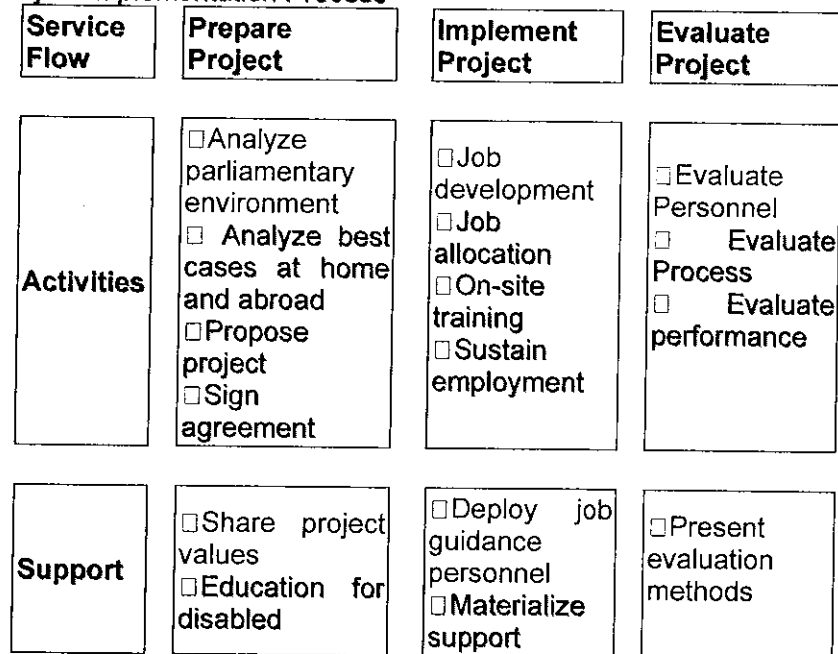 Service Flow
Prepare Project
Implement Project
Evaluate Project
Activities
□Analyze
parliamentary
environment
□ Analyze best
cases at home
and abroad
□Propose
project
□Sign
agreement
□Job
development
□Job
allocation
□On-site
training
□Sustain
employment
□Evaluate
Personnel
□ Evaluate
Process
□ Evaluate
performance
Support
□Share project
values
□Education for
disabled
□Deploy job
guidance
personnel
□Materialize
support
□Present
evaluation
methods